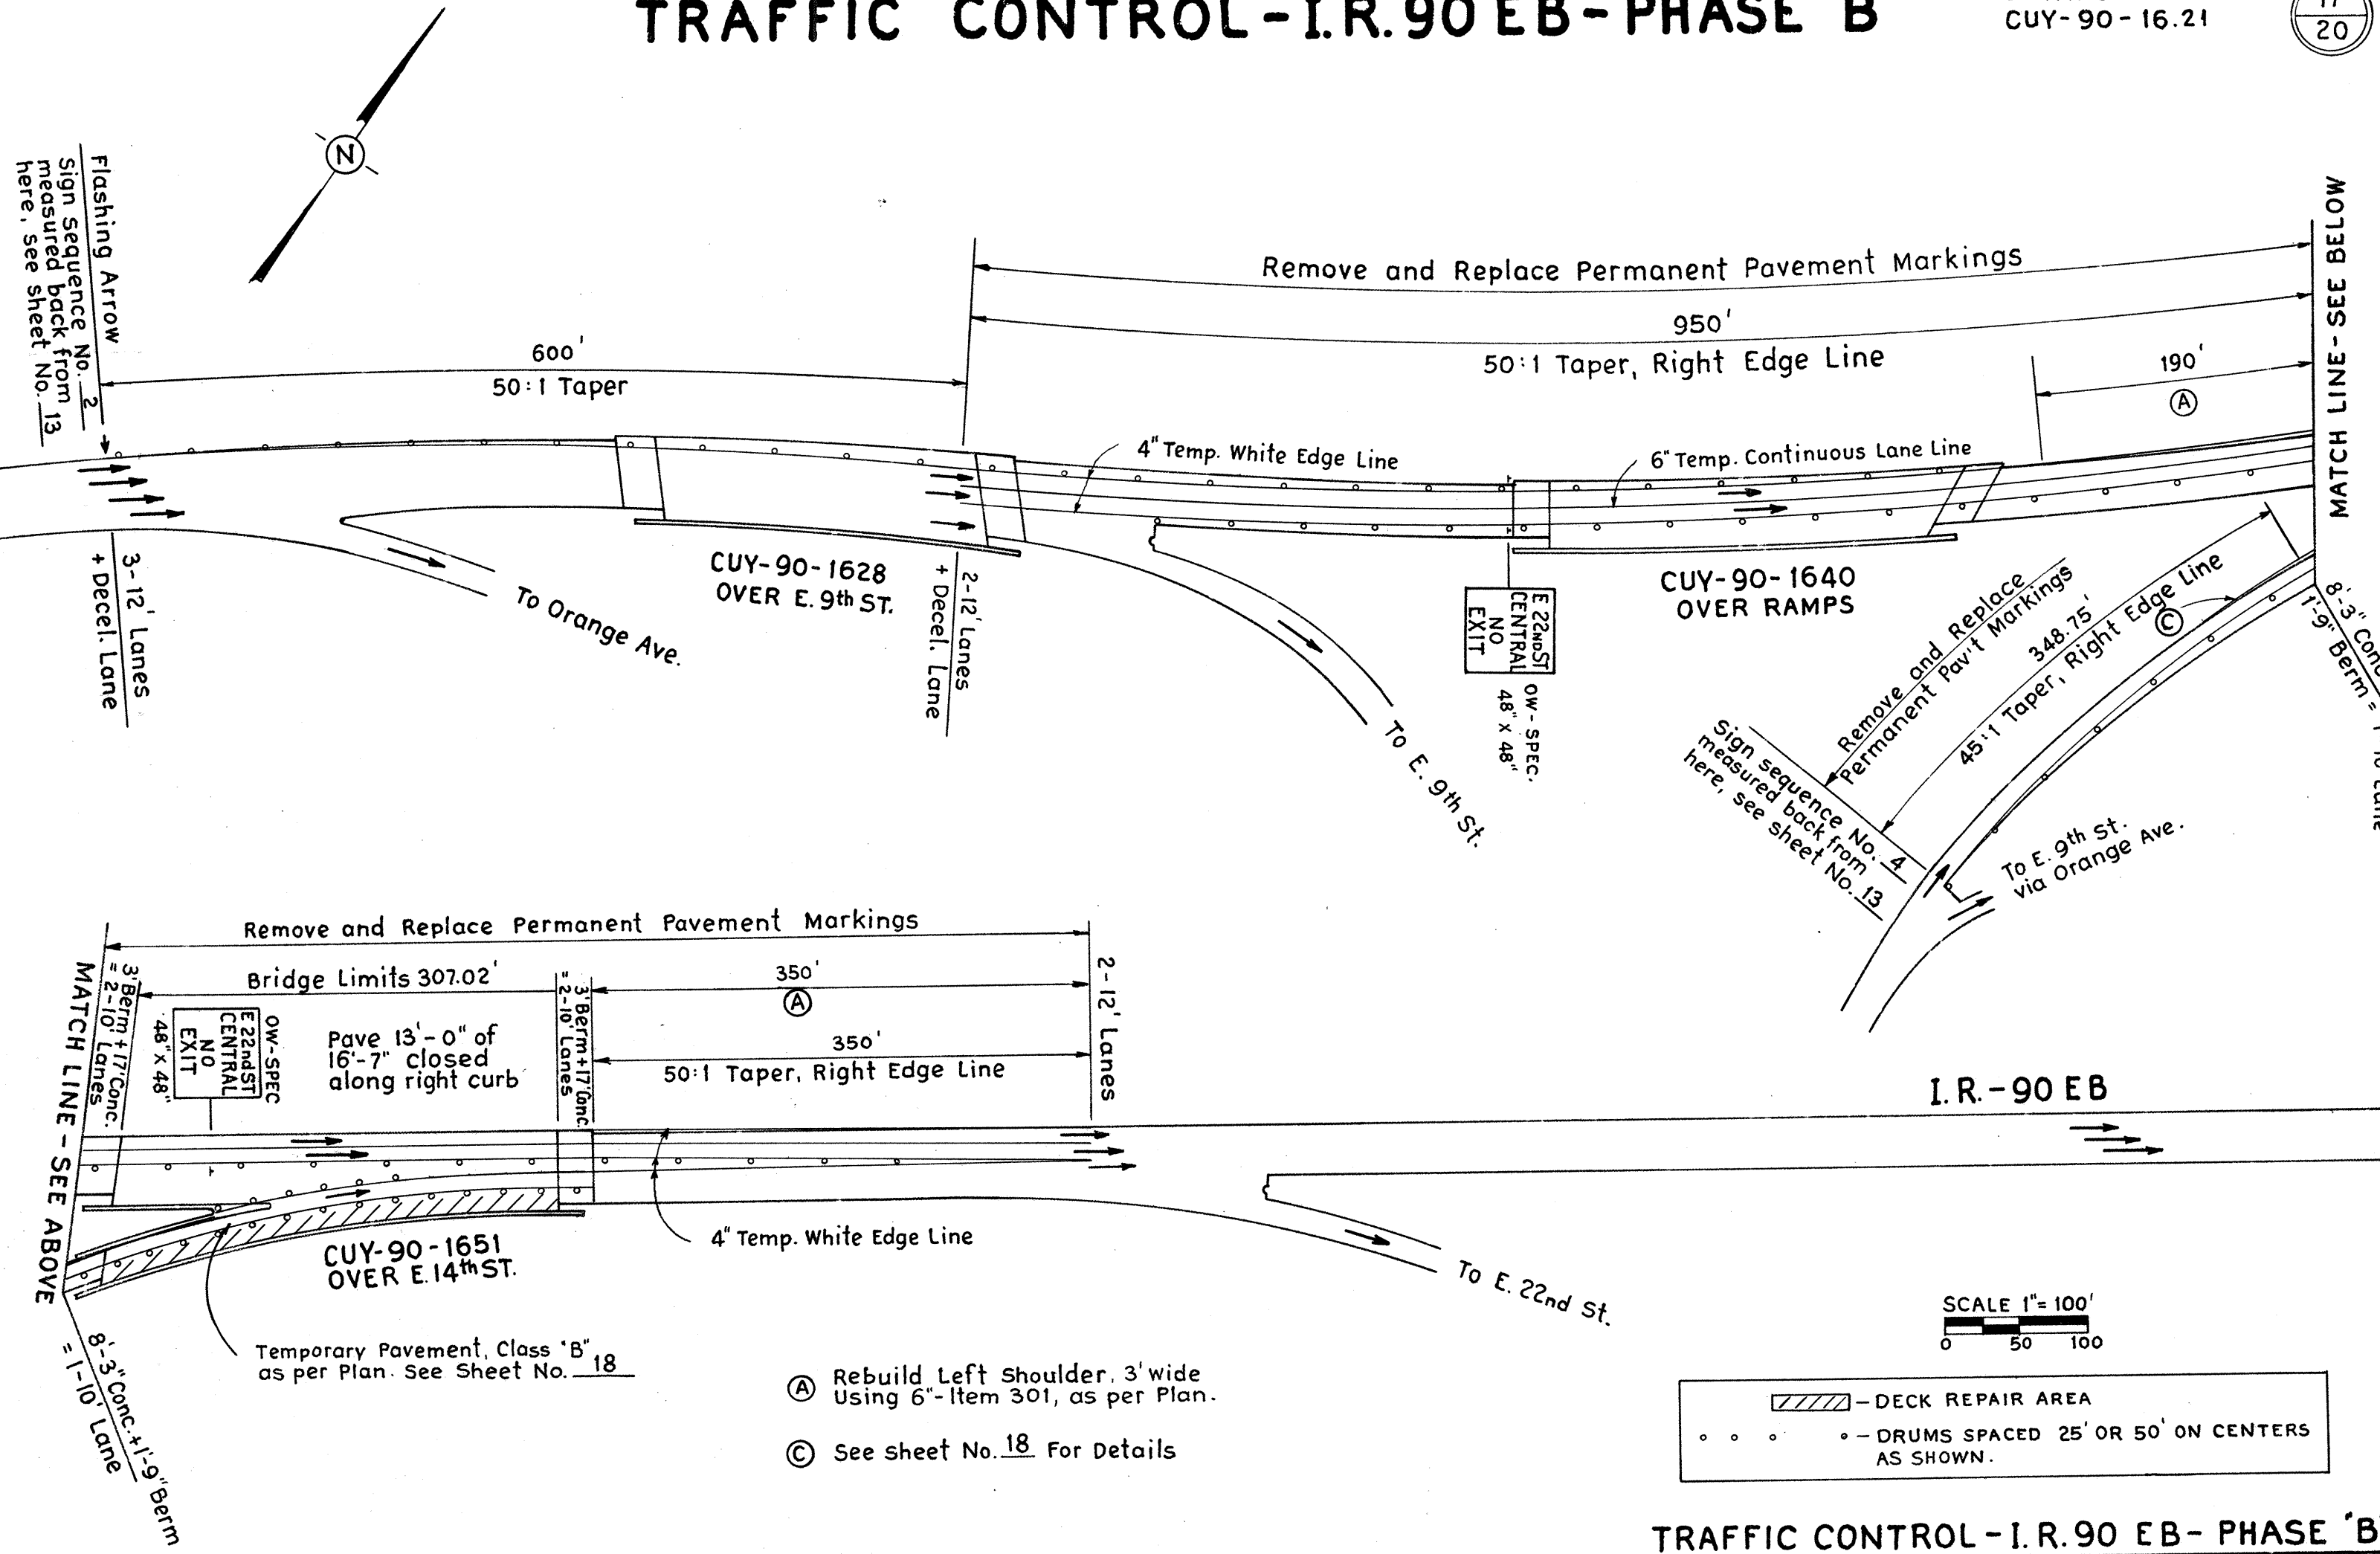 TRAFFIC CONTROL - I.R. 90 EB - PHASE B
CUY-90-16.21
20
N
Flashing Arrow
Sign sequence No. 2
measured back from
here, see sheet No. 13
600'
50:1 Taper
Remove and Replace Permanent Pavement Markings
950'
50:1 Taper, Right Edge Line
190'
A
MATCH LINE-SEE BELOW
4" Temp. White Edge Line
6" Temp. Continuous Lane Line
3-12' Lanes
+ Decel. Lane
To Orange Ave.
CUY-90-1628
OVER E. 9th ST.
2-12' Lanes
+ Decel. Lane
To E. 9th St.
E 22ND ST
CENTRAL
NO
EXIT
OW-SPEC.
48" x 48"
CUY-90-1640
OVER RAMPS
Remove and Replace
Permanent Pav't Markings
348.75'
45:1 Taper, Right Edge Line
C
Sign sequence No. 4
measured back from
here, see sheet No. 13
To E. 9th St.
via Orange Ave.
8'-3" Conc
1'-9" Berm =
Remove and Replace Permanent Pavement Markings
Bridge Limits 307.02'
350'
A
350'
50:1 Taper, Right Edge Line
2-12' Lanes
MATCH LINE - SEE ABOVE
3' Berm + 17' Conc.
= 2-10' Lanes
OW-SPEC
48" x 48"
E 22nd ST
CENTRAL
NO
EXIT
Pave 13'-0" of
16'-7" closed
along right curb
3' Berm + 17' Conc.
= 2-10' Lanes
I.R.-90 EB
4" Temp. White Edge Line
CUY-90-1651
OVER E. 14th ST.
To E. 22nd St.
Temporary Pavement, Class "B"
as per Plan. See Sheet No. 18
8'-3" Conc. + 1'-9" Berm
= 1-10' Lane
A Rebuild Left Shoulder, 3' wide
Using 6"-Item 301, as per Plan.
C See sheet No. 18 For Details
SCALE 1" = 100'
0 50 100
- DECK REPAIR AREA
- DRUMS SPACED 25' OR 50' ON CENTERS
AS SHOWN.
TRAFFIC CONTROL - I.R. 90 EB - PHASE "B